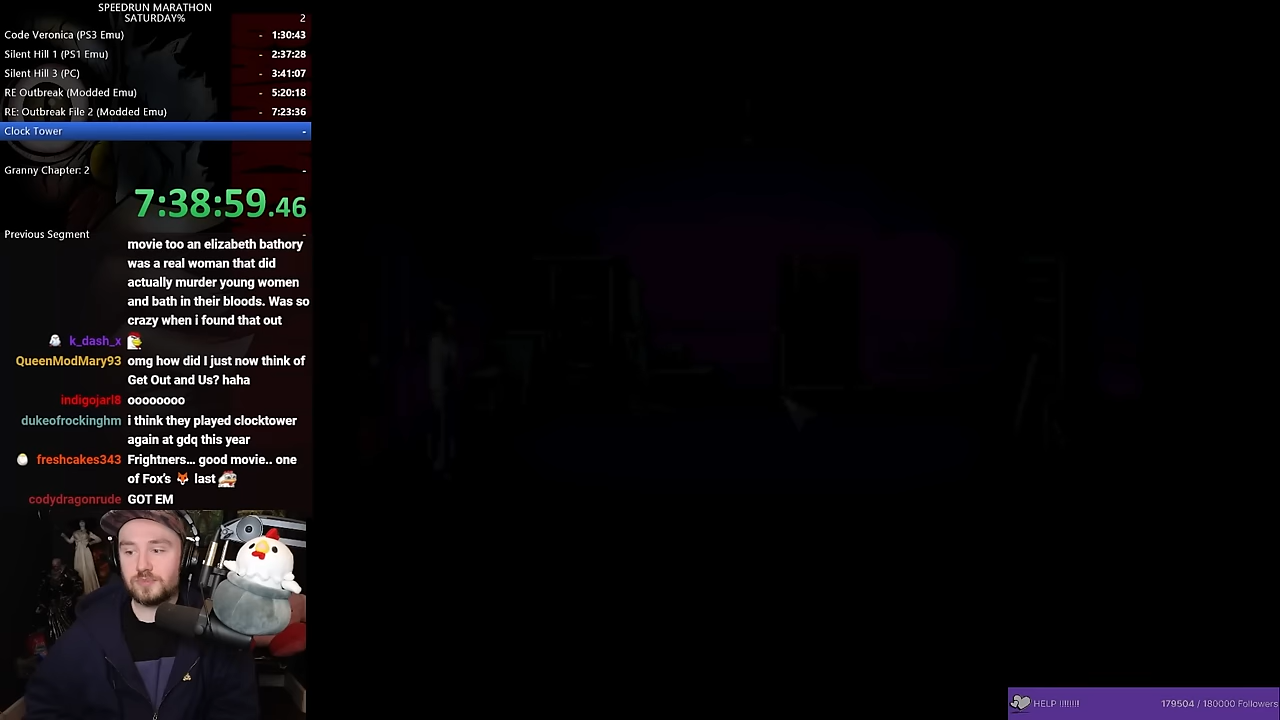 SPEEDRUN MARATHON
SATURDAY%
2
Code Veronica (PS3 Emu) - 1:30:43
Silent Hill 1 (PS1 Emu) - 2:37:28
Silent Hill 3 (PC) - 3:41:07
RE Outbreak (Modded Emu) - 5:20:18
RE: Outbreak File 2 (Modded Emu) - 7:23:36
Clock Tower -
Granny Chapter: 2 -
7:38:59.46
Previous Segment -
movie too an elizabeth bathory
was a real woman that did
actually murder young women
and bath in their bloods. Was so
crazy when i found that out
k_dash_x
QueenModMary93 omg how did I just now think of
Get Out and Us? haha
indigojarl8 oooooooo
dukeofrockinghm i think they played clocktower
again at gdq this year
freshcakes343 Frightners... good movie.. one
of Fox's last
codydragonrude GOT EM
HELP !!!!!!! 179504 / 180000 Followers